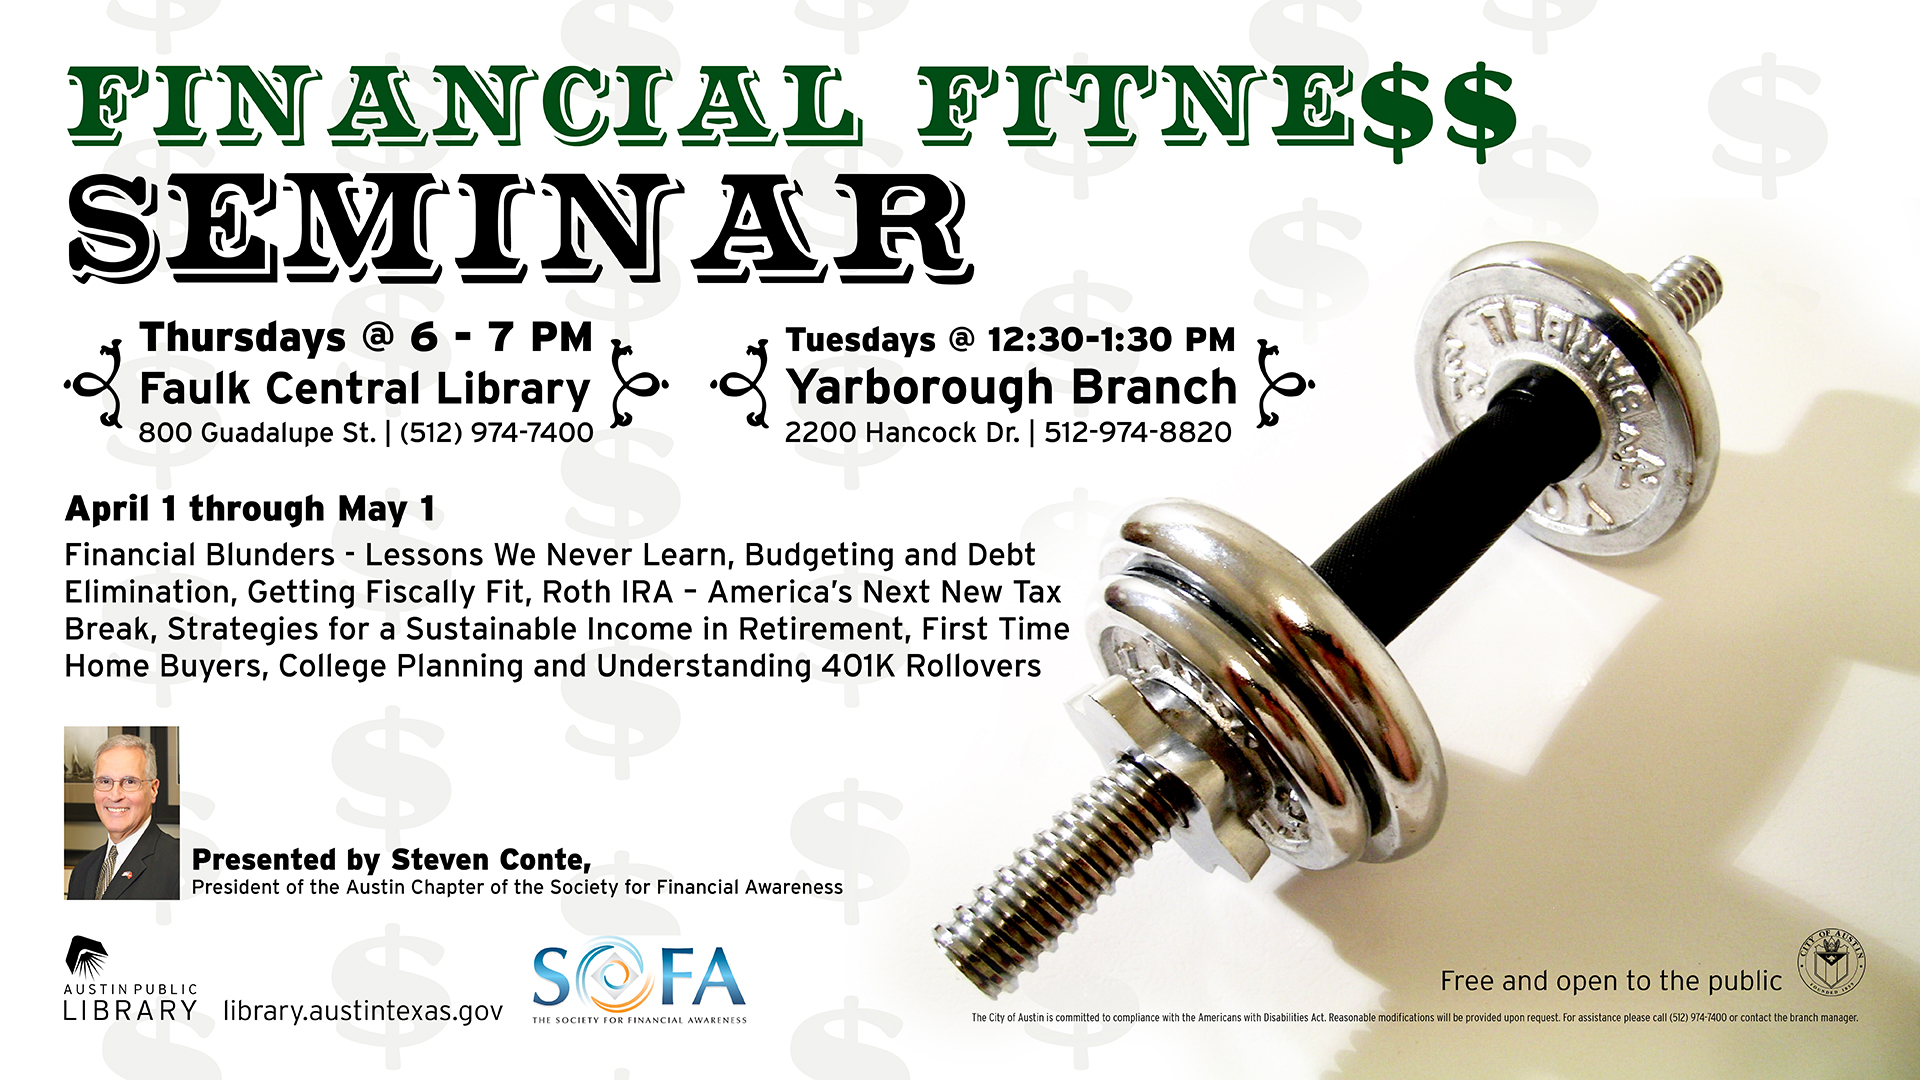 FINANCIAL FITNE$$
SEMINAR
Thursdays @ 6 - 7 PM
Faulk Central Library
800 Guadalupe St. | (512) 974-7400
Tuesdays @ 12:30-1:30 PM
Yarborough Branch
2200 Hancock Dr. | 512-974-8820
April 1 through May 1
Financial Blunders - Lessons We Never Learn, Budgeting and Debt
Elimination, Getting Fiscally Fit, Roth IRA – America's Next New Tax
Break, Strategies for a Sustainable Income in Retirement, First Time
Home Buyers, College Planning and Understanding 401K Rollovers
Presented by Steven Conte,
President of the Austin Chapter of the Society for Financial Awareness
AUSTIN PUBLIC
LIBRARY
library.austintexas.gov
SOFA
THE SOCIETY FOR FINANCIAL AWARENESS
Free and open to the public
CITY OF AUSTIN
FOUNDED 1839
The City of Austin is committed to compliance with the Americans with Disabilities Act. Reasonable modifications will be provided upon request. For assistance please call (512) 974-7400 or contact the branch manager.
BARBELL